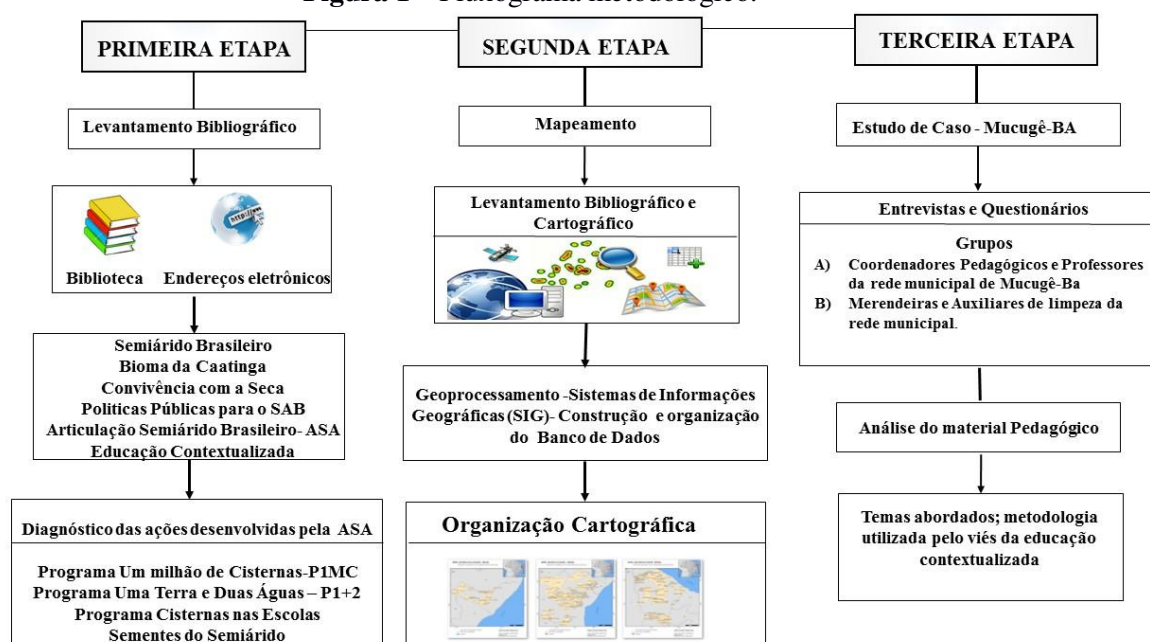 Figura 1 – Fluxograma metodológico.
PRIMEIRA ETAPA
Levantamento Bibliográfico
Biblioteca
Endereços eletrônicos
Semiárido Brasileiro
Bioma da Caatinga
Convivência com a Seca
Politicas Públicas para o SAB
Articulação Semiárido Brasileiro- ASA
Educação Contextualizada
Diagnóstico das ações desenvolvidas pela ASA
Programa Um milhão de Cisternas-P1MC
Programa Uma Terra e Duas Águas – P1+2
Programa Cisternas nas Escolas
Sementes do Semiárido
SEGUNDA ETAPA
Mapeamento
Levantamento Bibliográfico e
Cartográfico
Geoprocessamento -Sistemas de Informações
Geográficas (SIG)- Construção e organização
do Banco de Dados
Organização Cartográfica
TERCEIRA ETAPA
Estudo de Caso - Mucugê-BA
Entrevistas e Questionários
Grupos
A) Coordenadores Pedagógicos e Professores
da rede municipal de Mucugê-Ba
B) Merendeiras e Auxiliares de limpeza da
rede municipal.
Análise do material Pedagógico
Temas abordados; metodologia
utilizada pelo viés da educação
contextualizada